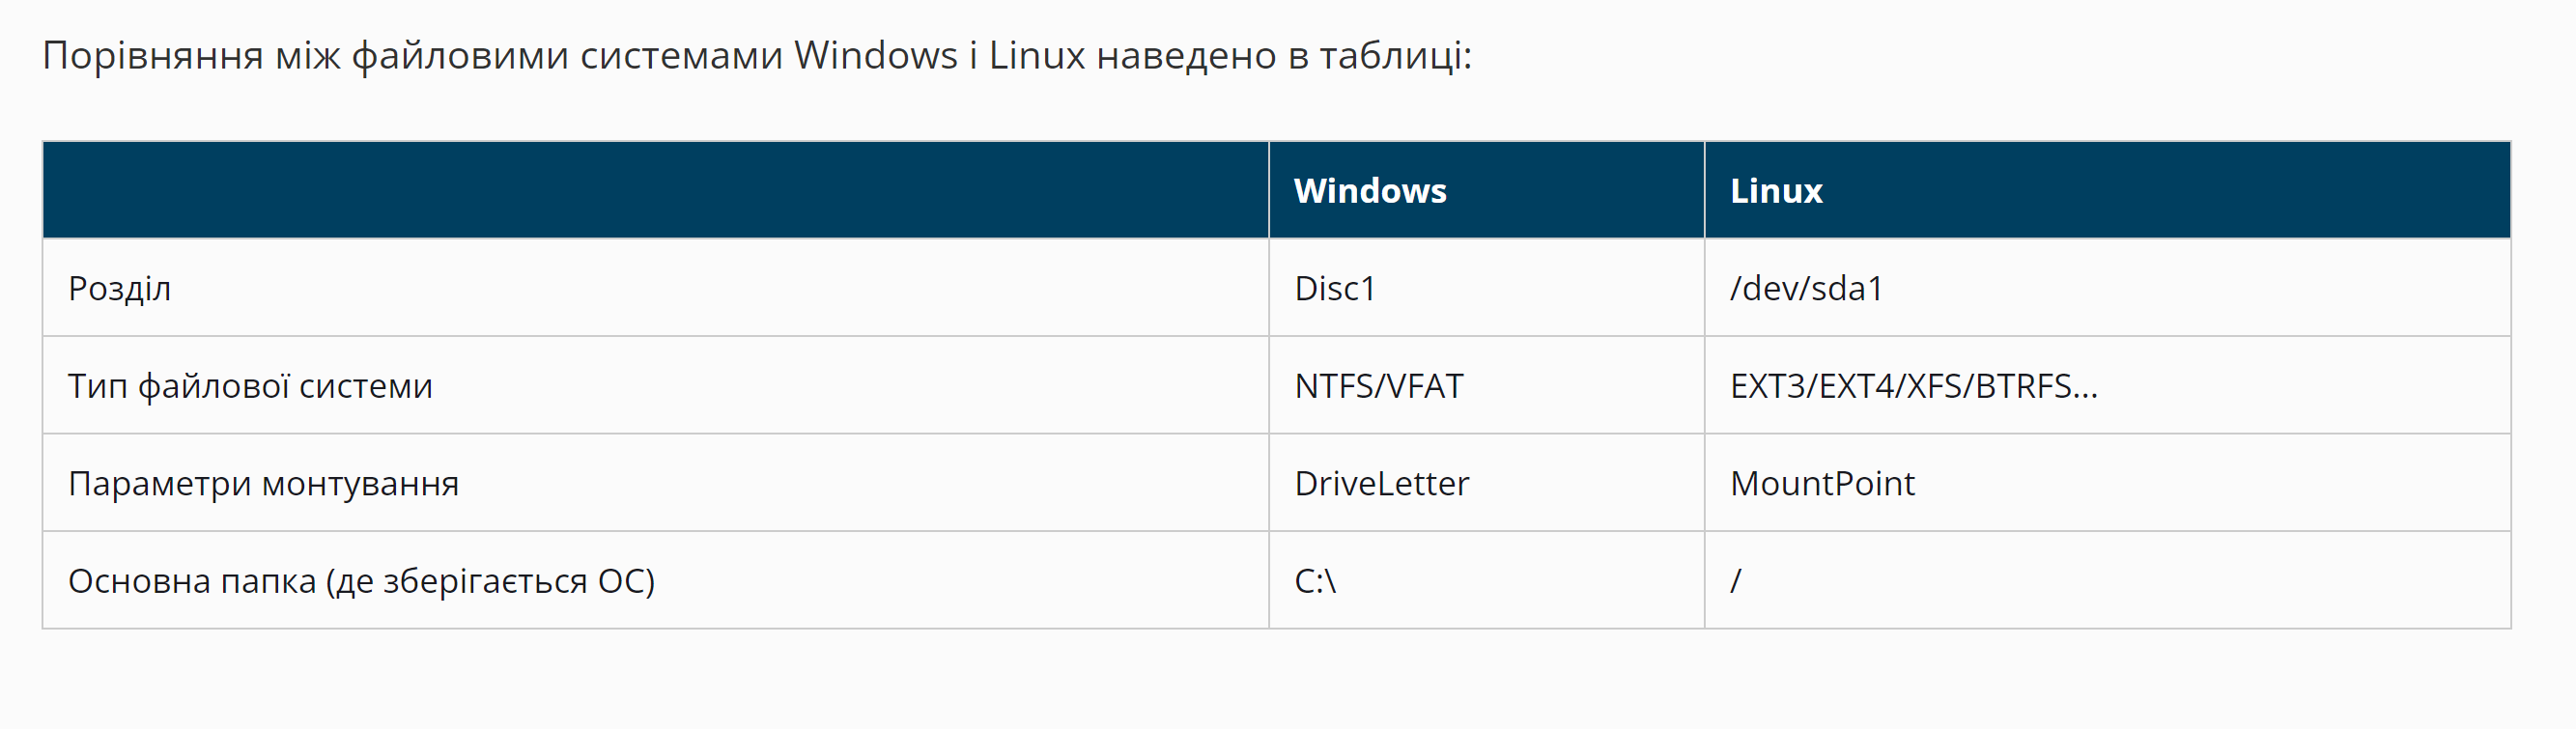 Порівняння між файловими системами Windows і Linux наведено в таблиці:
Windows Linux
Розділ Disc1 /dev/sda1
Тип файлової системи NTFS/VFAT EXT3/EXT4/XFS/BTRFS...
Параметри монтування DriveLetter MountPoint
Основна папка (де зберігається ОС) C:\ /